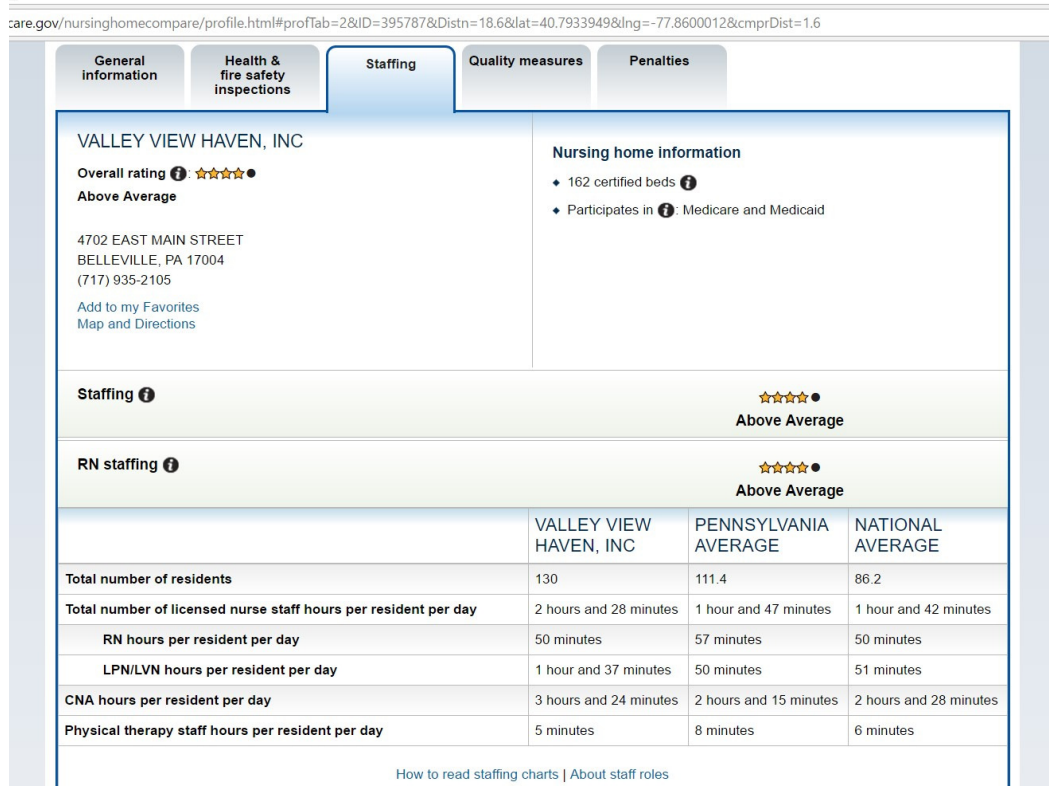 care.gov/nursinghomecompare/profile.html#profTab=2&ID=395787&Distn=18.6&lat=40.7933949&lng=-77.8600012&cmprDist=1.6
General information
Health & fire safety inspections
Staffing
Quality measures
Penalties
VALLEY VIEW HAVEN, INC
Overall rating i:
Above Average
4702 EAST MAIN STREET
BELLEVILLE, PA 17004
(717) 935-2105
Add to my Favorites
Map and Directions
Nursing home information
162 certified beds i
Participates in i: Medicare and Medicaid
Staffing i
Above Average
RN staffing i
Above Average
VALLEY VIEW HAVEN, INC PENNSYLVANIA AVERAGE NATIONAL AVERAGE
Total number of residents 130 111.4 86.2
Total number of licensed nurse staff hours per resident per day 2 hours and 28 minutes 1 hour and 47 minutes 1 hour and 42 minutes
RN hours per resident per day 50 minutes 57 minutes 50 minutes
LPN/LVN hours per resident per day 1 hour and 37 minutes 50 minutes 51 minutes
CNA hours per resident per day 3 hours and 24 minutes 2 hours and 15 minutes 2 hours and 28 minutes
Physical therapy staff hours per resident per day 5 minutes 8 minutes 6 minutes
How to read staffing charts | About staff roles